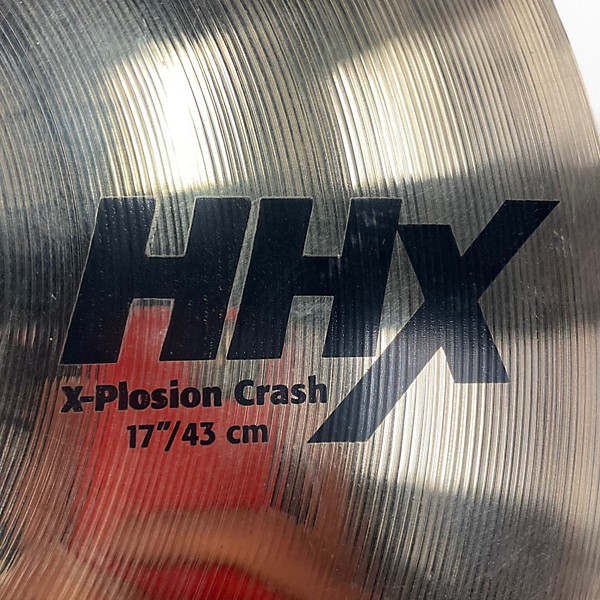 HHX
X-Plosion Crash
17"/43 cm